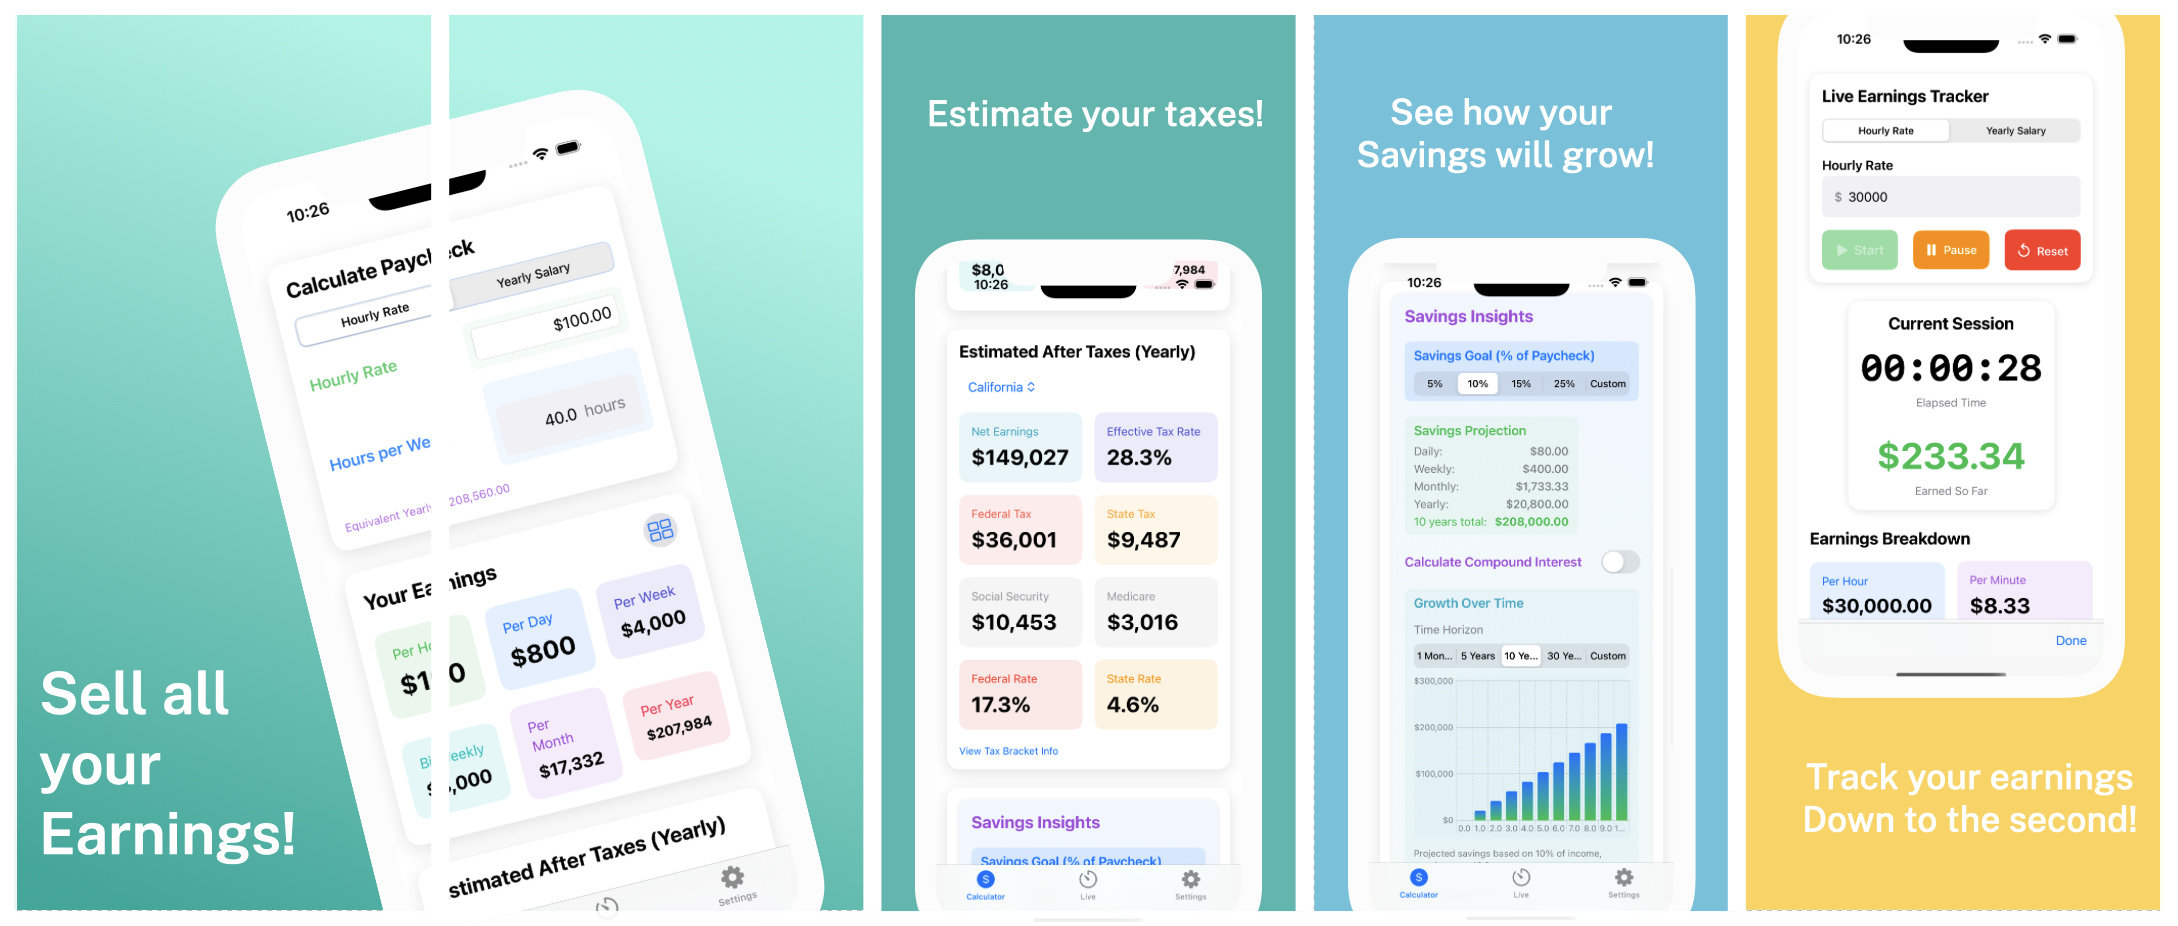 Sell all
your
Earnings!
10:26
Calculate Paycheck
Hourly Rate
Yearly Salary
Hourly Rate
$100.00
Hours per We
40.0 hours
Equivalent Yearl
208,560.00
Your Earnings
Per Ho
$1 0
Per Day
$800
Per Week
$4,000
Bi eekly
,000
Per
Month
$17,332
Per Year
$207,984
stimated After Taxes (Yearly)
Settings
Estimate your taxes!
$8,0
7,984
10:26
Estimated After Taxes (Yearly)
California
Net Earnings
$149,027
Effective Tax Rate
28.3%
Federal Tax
$36,001
State Tax
$9,487
Social Security
$10,453
Medicare
$3,016
Federal Rate
17.3%
State Rate
4.6%
View Tax Bracket Info
Savings Insights
Savings Goal (% of Paycheck)
Calculator
Live
Settings
See how your
Savings will grow!
10:26
Savings Insights
Savings Goal (% of Paycheck)
5% 10% 15% 25% Custom
Savings Projection
Daily: $80.00
Weekly: $400.00
Monthly: $1,733.33
Yearly: $20,800.00
10 years total: $208,000.00
Calculate Compound Interest
Growth Over Time
Time Horizon
1 Mon... 5 Years 10 Ye... 30 Ye... Custom
$300,000
$200,000
$100,000
$0
0.0 1.0 2.0 3.0 4.0 5.0 6.0 7.0 8.0 9.0 1...
Projected savings based on 10% of income,
Calculator
Live
Settings
10:26
Live Earnings Tracker
Hourly Rate
Yearly Salary
Hourly Rate
$ 30000
Start
Pause
Reset
Current Session
00:00:28
Elapsed Time
$233.34
Earned So Far
Earnings Breakdown
Per Hour
$30,000.00
Per Minute
$8.33
Done
Track your earnings
Down to the second!